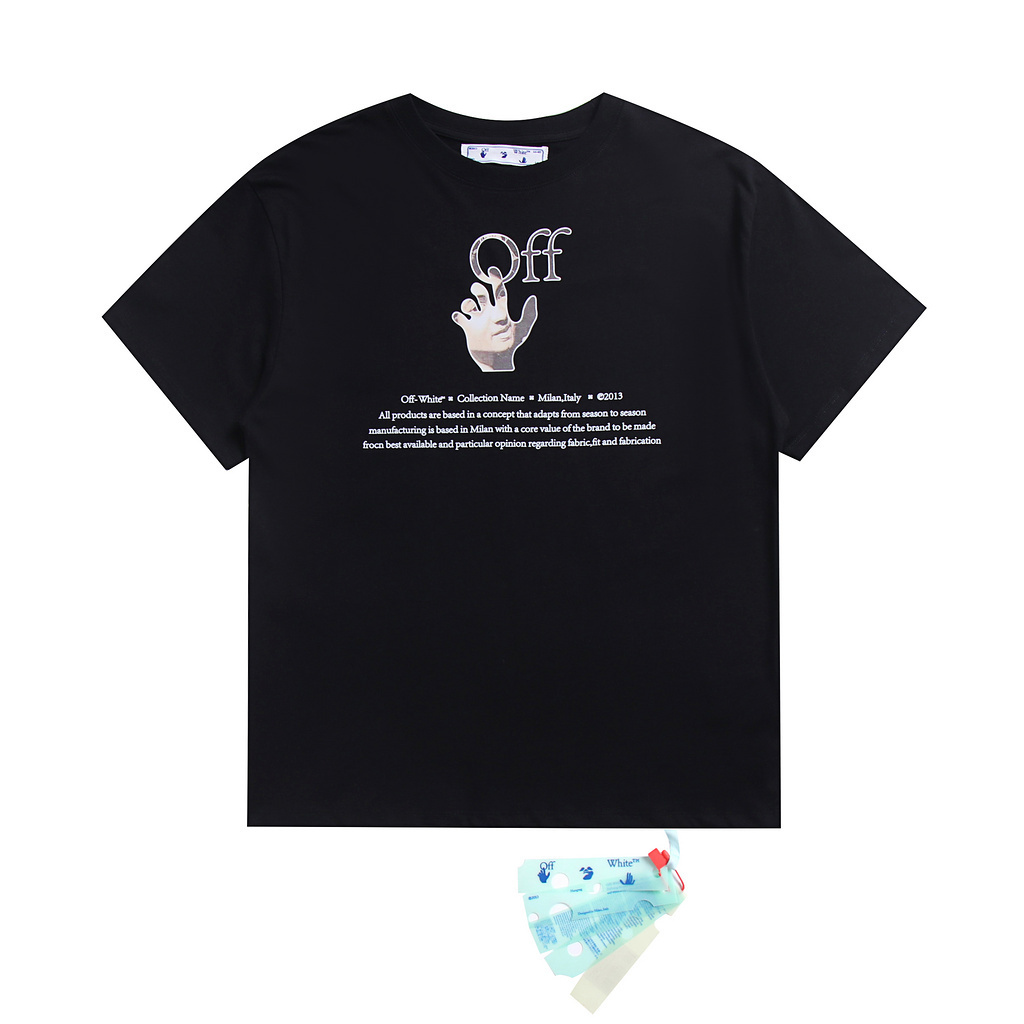 Off White™
Off
Off-White™ ■ Collection Name ■ Milan,Italy ■ ©2013
All products are based in a concept that adapts from season to season
manufacturing is based in Milan with a core value of the brand to be made
frocn best available and particular opinion regarding fabric,fit and fabrication
Off White™